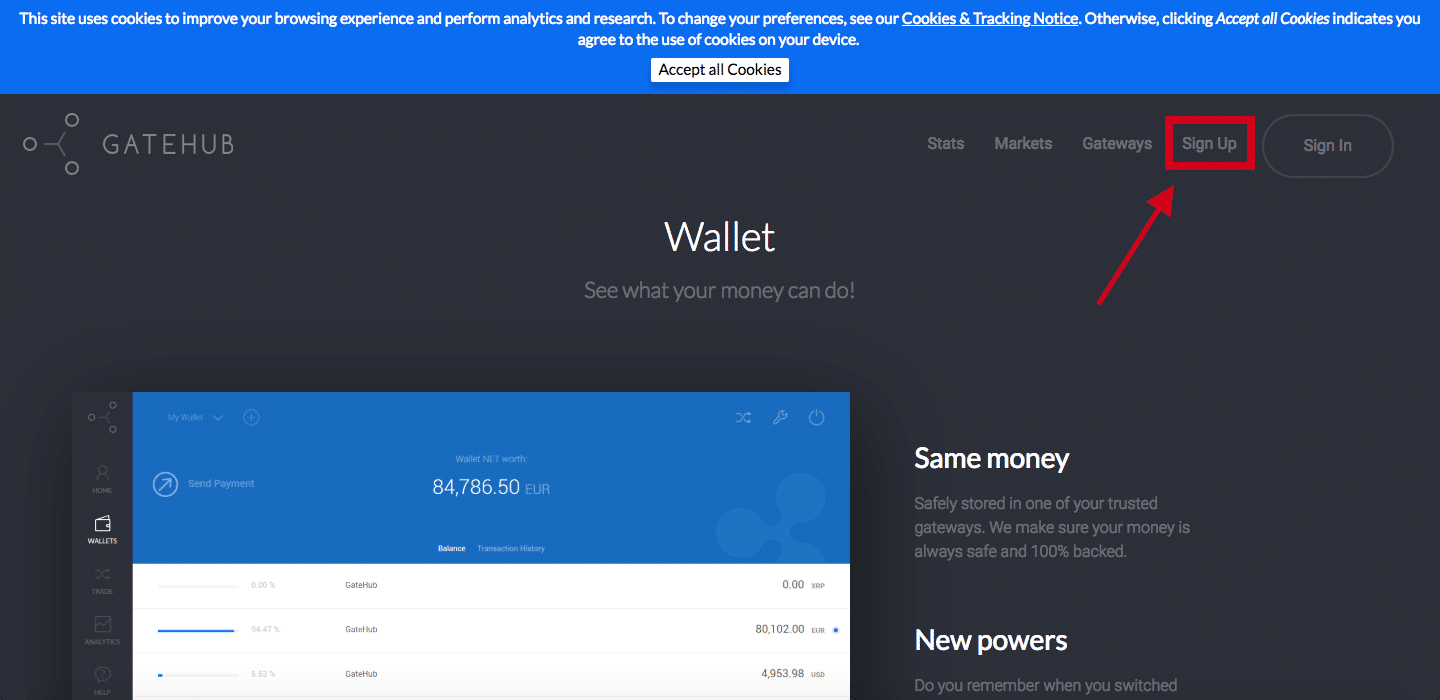 This site uses cookies to improve your browsing experience and perform analytics and research. To change your preferences, see our Cookies & Tracking Notice. Otherwise, clicking Accept all Cookies indicates you
agree to the use of cookies on your device.
Accept all Cookies
GATEHUB
Stats Markets Gateways Sign Up Sign In
Wallet
See what your money can do!
My Wallet
Wallet NET worth:
Send Payment
84,786.50 EUR
Balance Transaction History
HOME
WALLETS
TRADE
ANALYTICS
HELP
0.00 % GateHub 0.00 XRP
94.47 % GateHub 80,102.00 EUR
5.53 % GateHub 4,953.98 USD
Same money
Safely stored in one of your trusted
gateways. We make sure your money is
always safe and 100% backed.
New powers
Do you remember when you switched